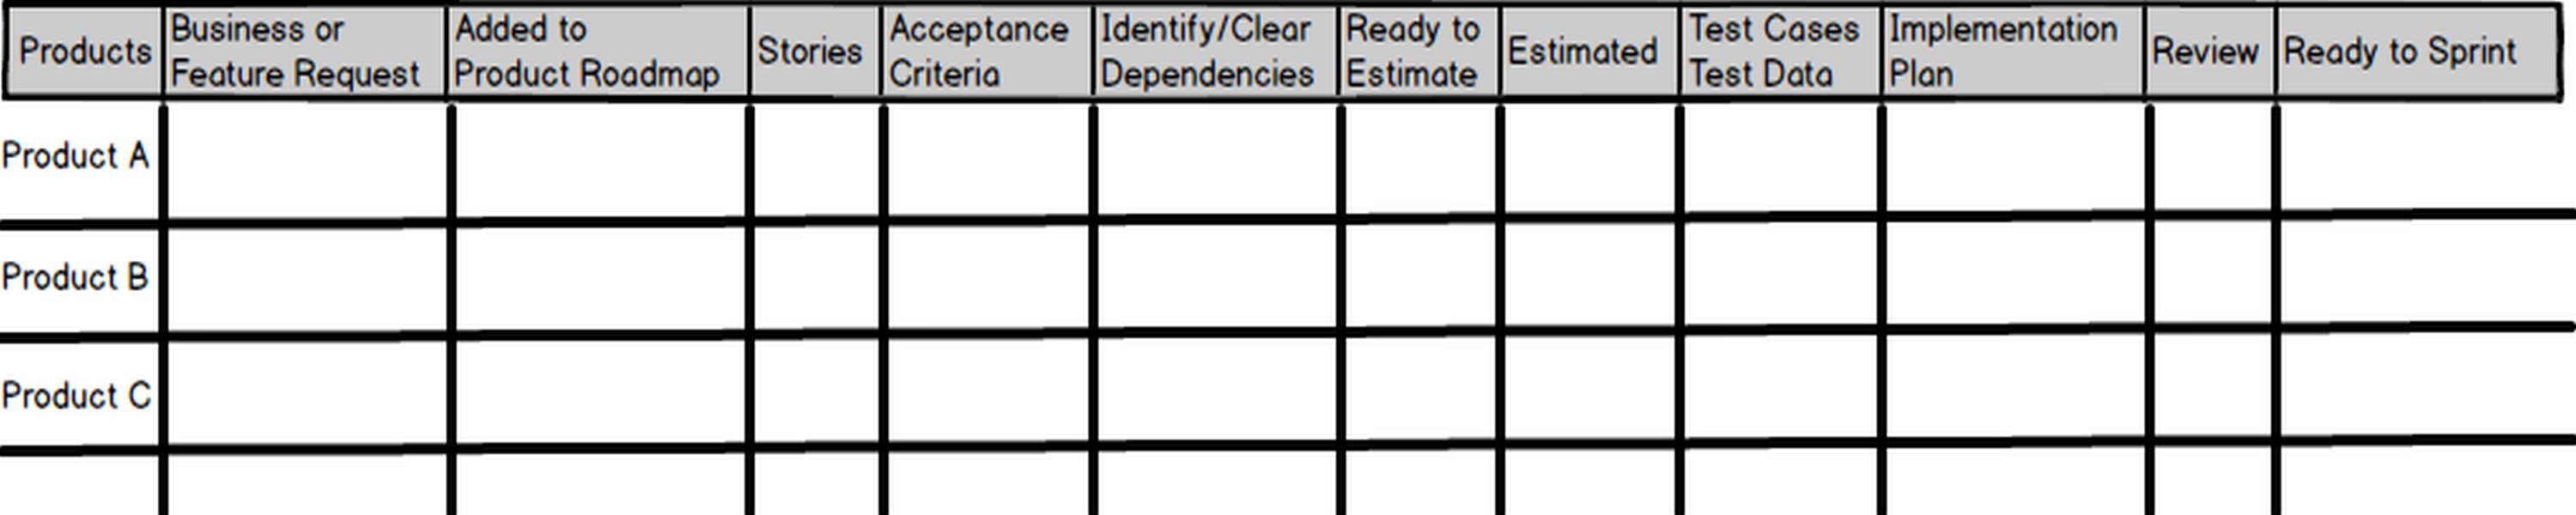 Products
Business or
Feature Request
Added to
Product Roadmap
Stories
Acceptance
Criteria
Identify/Clear
Dependencies
Ready to
Estimate
Estimated
Test Cases
Test Data
Implementation
Plan
Review
Ready to Sprint
Product A
Product B
Product C